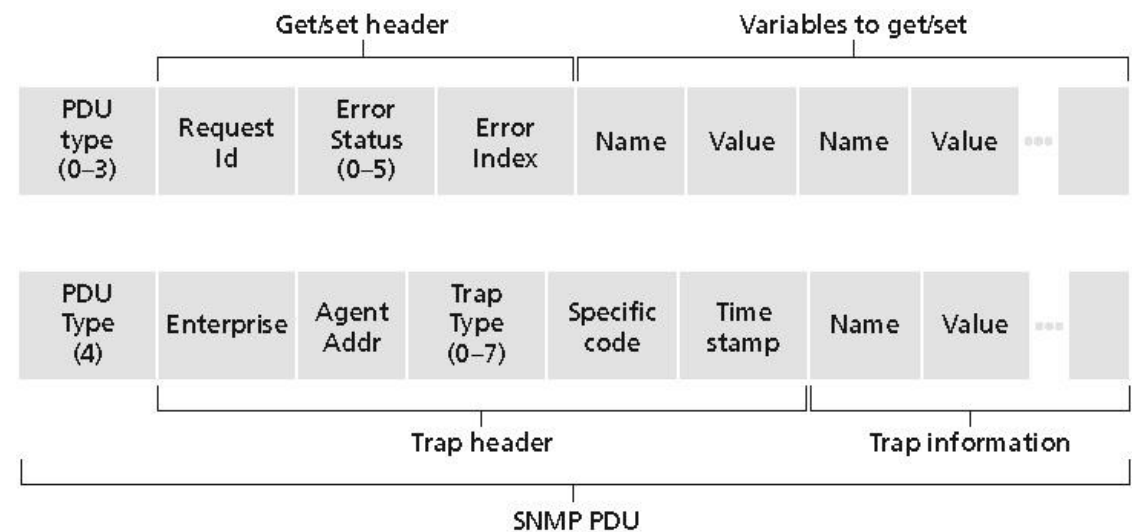 Get/set header
Variables to get/set
PDU
type
(0–3)
Request
Id
Error
Status
(0–5)
Error
Index
Name
Value
Name
Value
PDU
Type
(4)
Enterprise
Agent
Addr
Trap
Type
(0–7)
Specific
code
Time
stamp
Name
Value
Trap header
Trap information
SNMP PDU